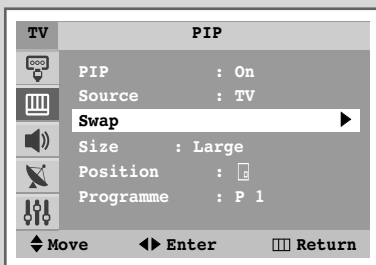 TV PIP
PIP : On
Source : TV
Swap
Size : Large
Position :
Programme : P 1
Move Enter Return